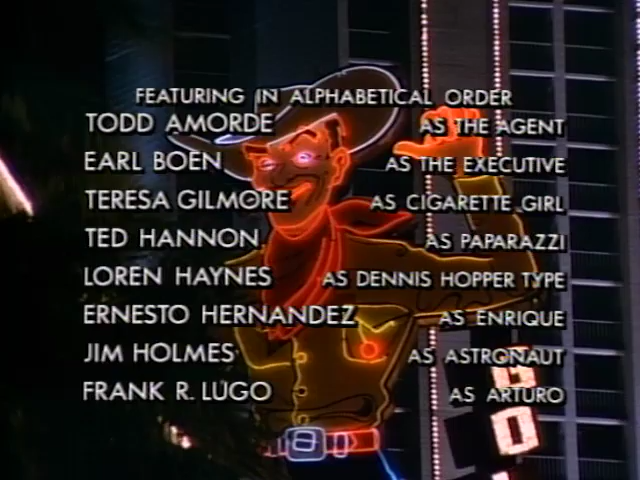 FEATURING IN ALPHABETICAL ORDER
TODD AMORDE AS THE AGENT
EARL BOEN AS THE EXECUTIVE
TERESA GILMORE AS CIGARETTE GIRL
TED HANNON AS PAPARAZZI
LOREN HAYNES AS DENNIS HOPPER TYPE
ERNESTO HERNANDEZ AS ENRIQUE
JIM HOLMES AS ASTRONAUT
FRANK R. LUGO AS ARTURO